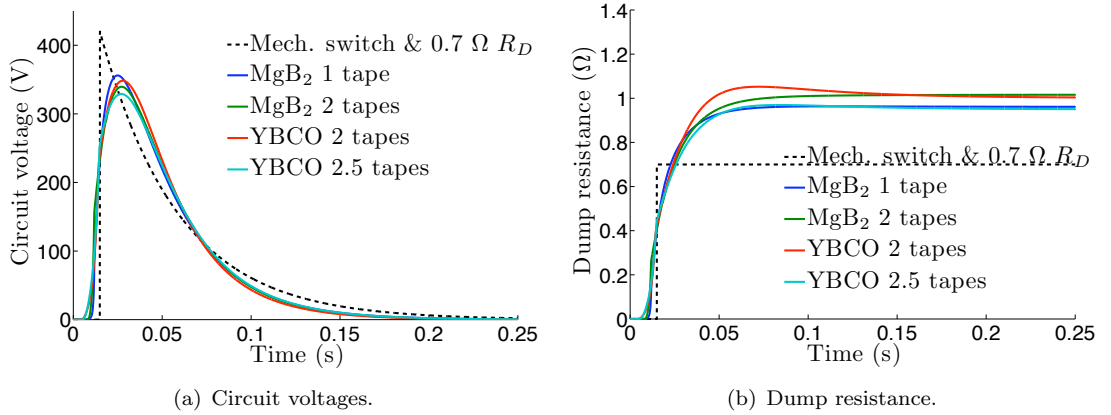 400
300
200
100
0
Circuit voltage (V)
Mech. switch & 0.7 Ω R_D
MgB₂ 1 tape
MgB₂ 2 tapes
YBCO 2 tapes
YBCO 2.5 tapes
0 0.05 0.1 0.15 0.2 0.25
Time (s)
(a) Circuit voltages.
1.4
1.2
1
0.8
0.6
0.4
0.2
0
Dump resistance (Ω)
Mech. switch & 0.7 Ω R_D
MgB₂ 1 tape
MgB₂ 2 tapes
YBCO 2 tapes
YBCO 2.5 tapes
0 0.05 0.1 0.15 0.2 0.25
Time (s)
(b) Dump resistance.